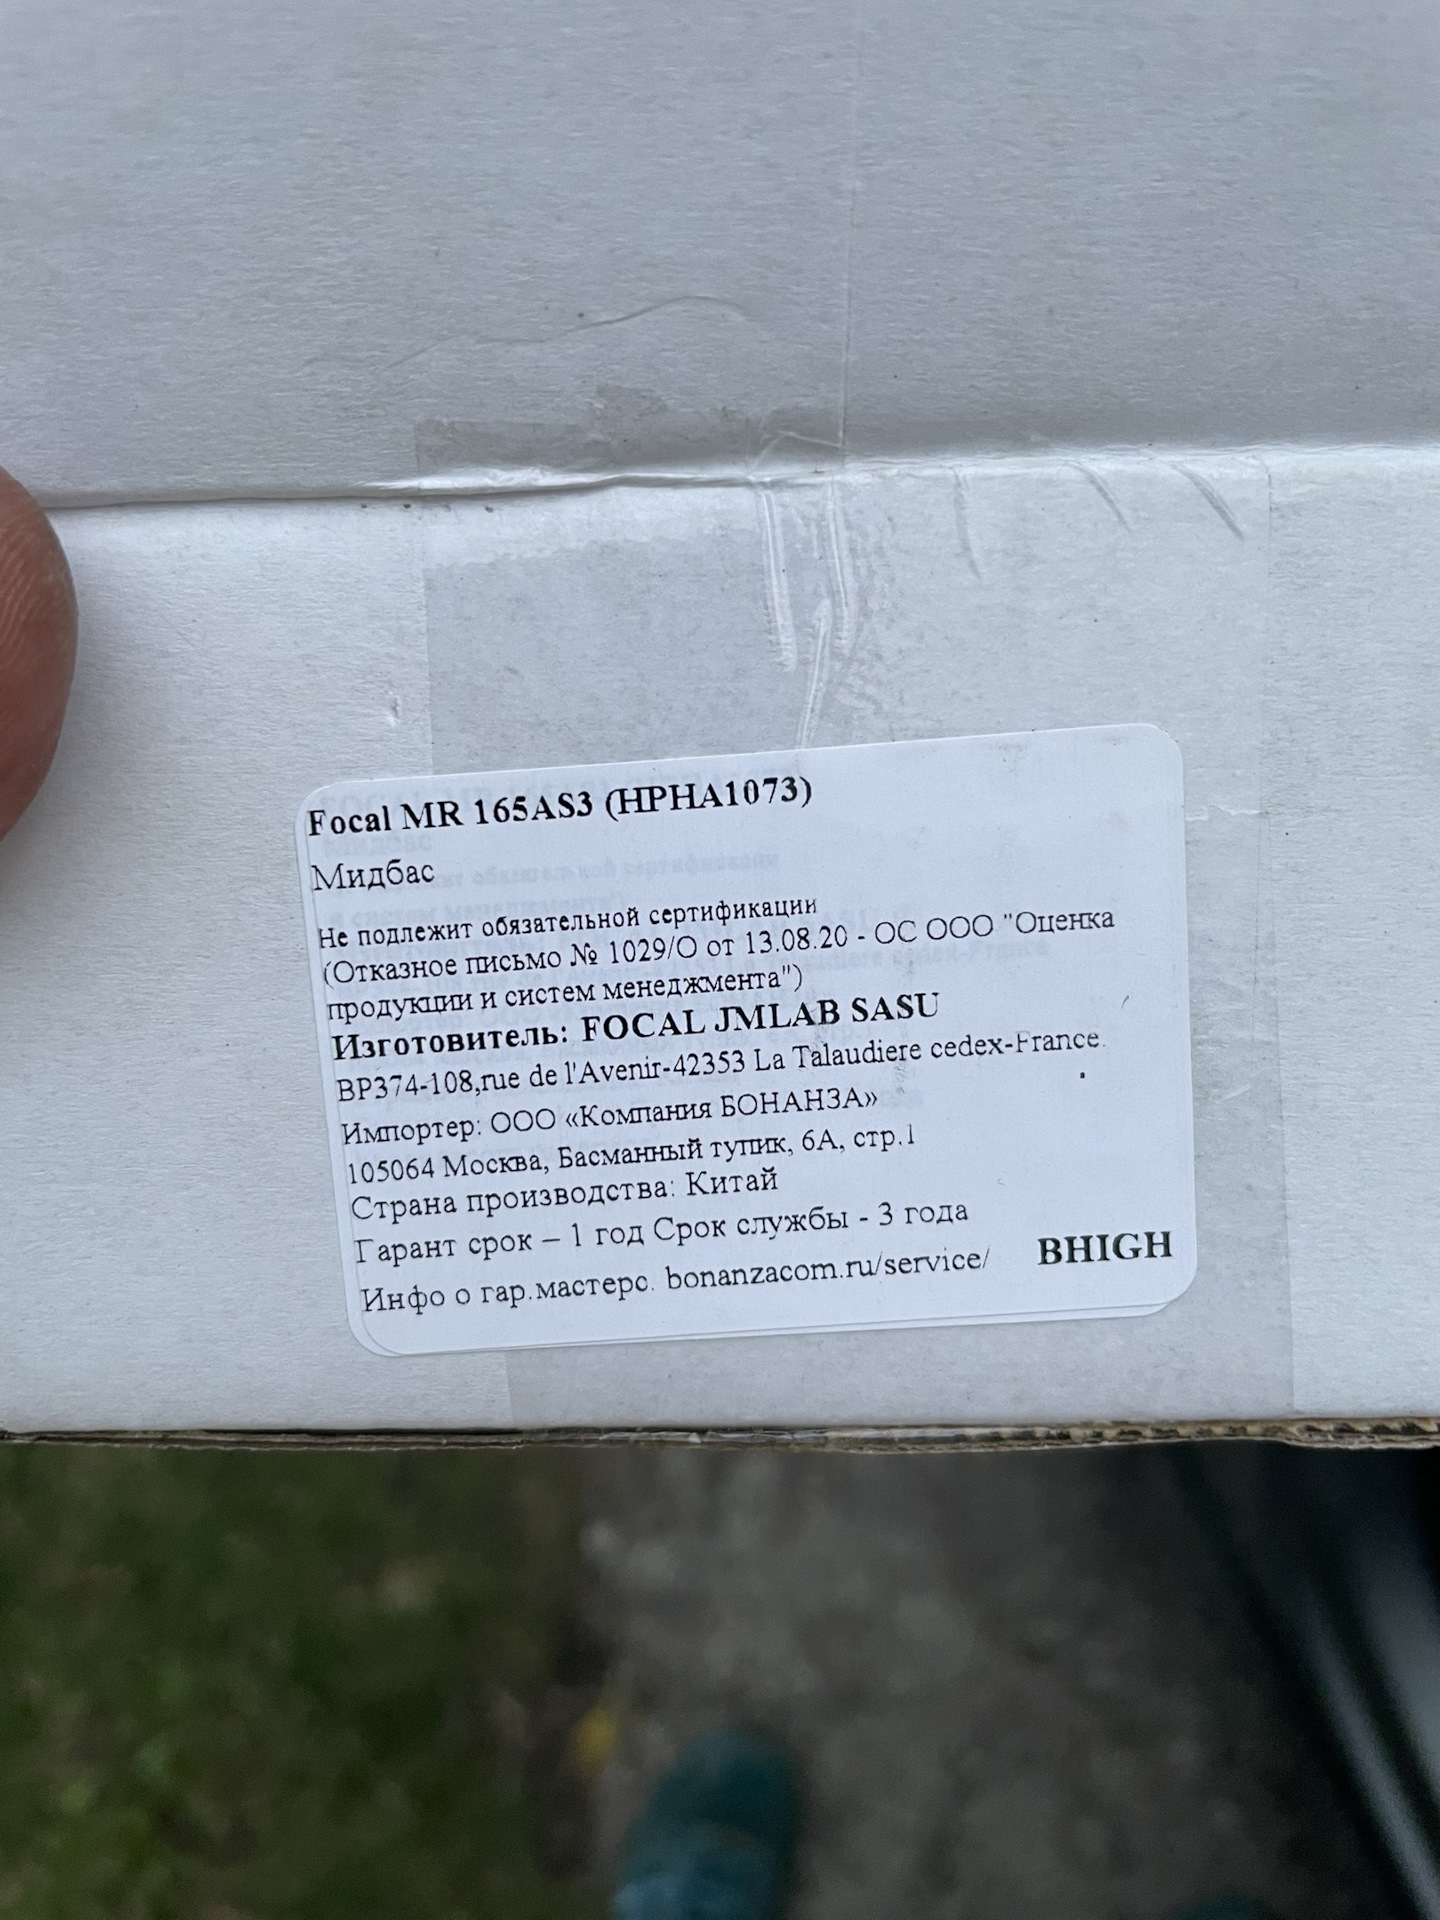 Focal MR 165AS3 (HPHA1073)
Мидбас
Не подлежит обязательной сертификации
(Отказное письмо № 1029/О от 13.08.20 - ОС ООО "Оценка
продукции и систем менеджмента")
Изготовитель: FOCAL JMLAB SASU
BP374-108,rue de l'Avenir-42353 La Talaudiere cedex-France.
Импортер: ООО «Компания БОНАНЗА»
105064 Москва, Басманный тупик, 6А, стр.1
Страна производства: Китай
Гарант срок – 1 год Срок службы - 3 года
Инфо о гар.мастерс. bonanzacom.ru/service/
BHIGH